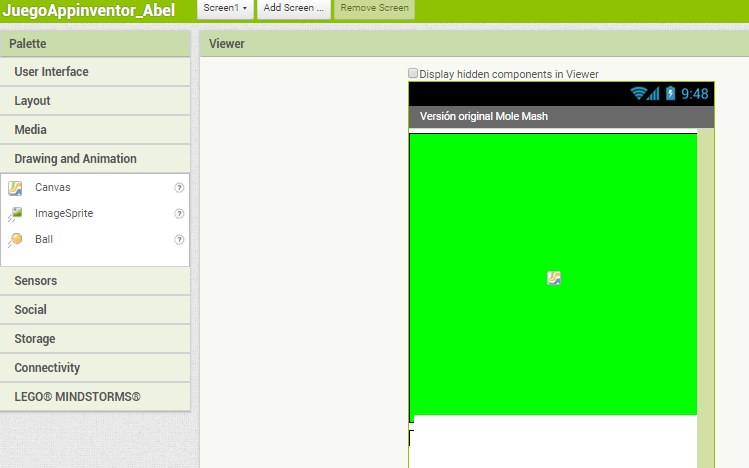 JuegoAppinventor_Abel
Screen1
Add Screen ...
Remove Screen
Palette
User Interface
Layout
Media
Drawing and Animation
Canvas
?
ImageSprite
?
Ball
?
Sensors
Social
Storage
Connectivity
LEGO® MINDSTORMS®
Viewer
Display hidden components in Viewer
9:48
Versión original Mole Mash